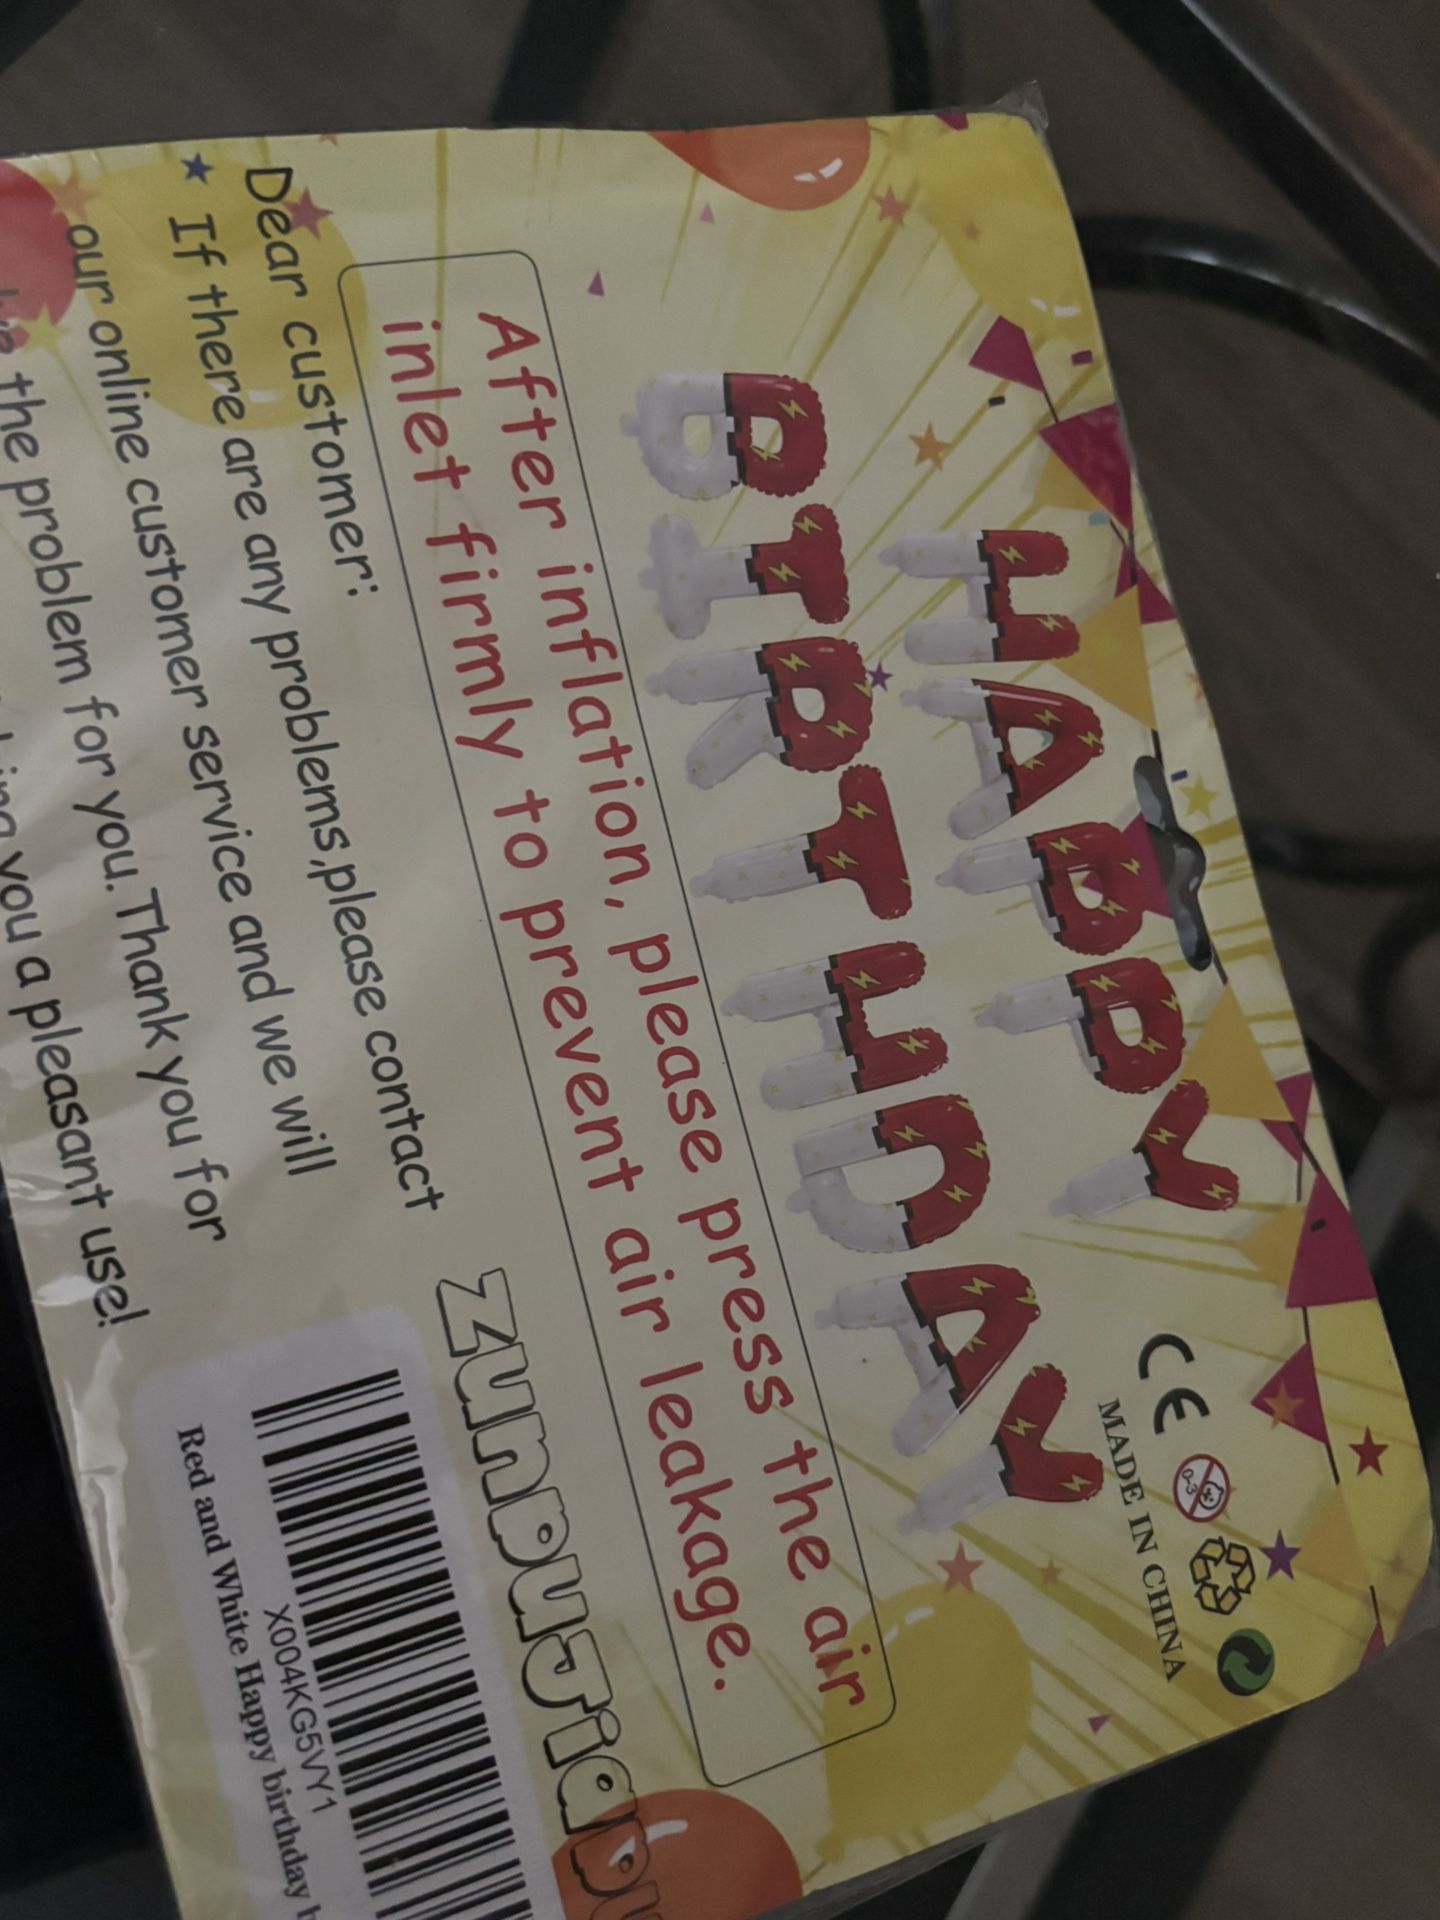 HAPPY
BIRTHDAY
CE
0-3
MADE IN CHINA
After inflation, please press the air
inlet firmly to prevent air leakage.
Dear customer:
★ If there are any problems,please contact
our online customer service and we will
the problem for you. Thank you for
you a pleasant use!
X004KG5VY1
Red and White Happy birthday